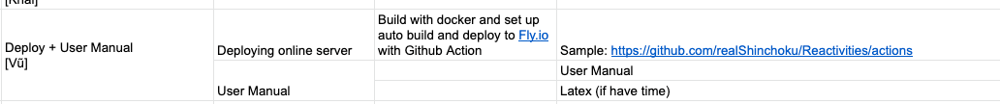 [Khải]
Deploy + User Manual
[Vũ]
Deploying online server
Build with docker and set up
auto build and deploy to Fly.io
with Github Action
Sample: https://github.com/realShinchoku/Reactivities/actions
User Manual
User Manual
Latex (if have time)